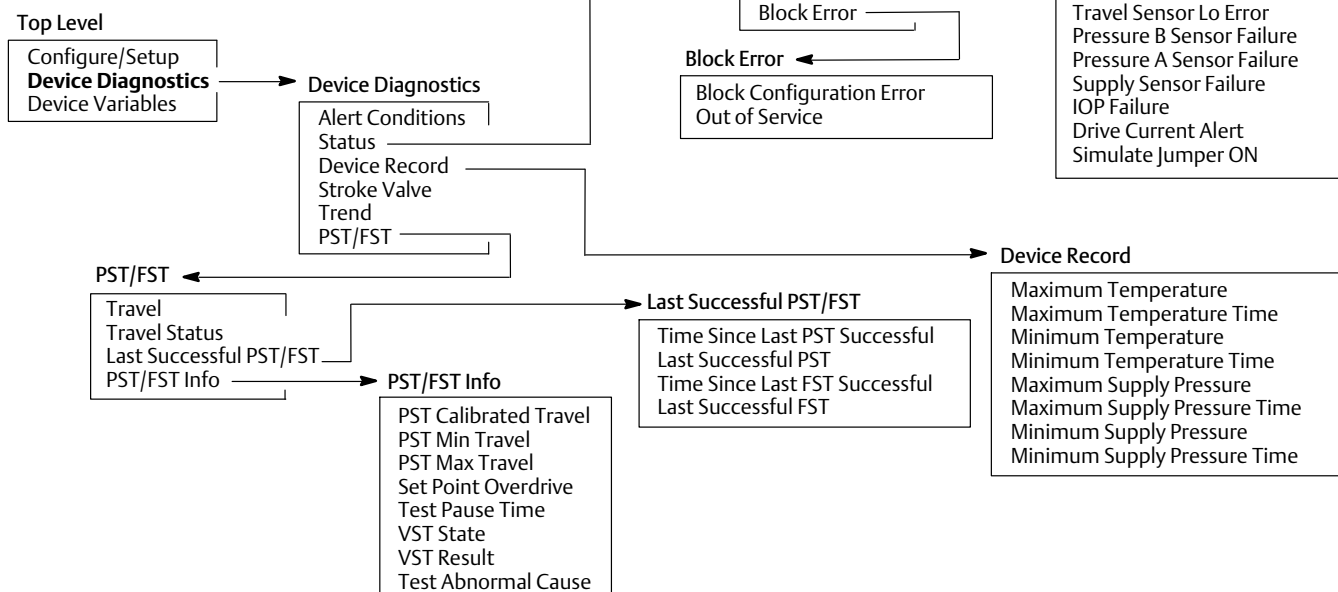 Top Level
Configure/Setup
Device Diagnostics
Device Variables
Device Diagnostics
Alert Conditions
Status
Device Record
Stroke Valve
Trend
PST/FST
Block Error
Block Error
Block Configuration Error
Out of Service
Travel Sensor Lo Error
Pressure B Sensor Failure
Pressure A Sensor Failure
Supply Sensor Failure
IOP Failure
Drive Current Alert
Simulate Jumper ON
PST/FST
Travel
Travel Status
Last Successful PST/FST
PST/FST Info
PST/FST Info
PST Calibrated Travel
PST Min Travel
PST Max Travel
Set Point Overdrive
Test Pause Time
VST State
VST Result
Test Abnormal Cause
Last Successful PST/FST
Time Since Last PST Successful
Last Successful PST
Time Since Last FST Successful
Last Successful FST
Device Record
Maximum Temperature
Maximum Temperature Time
Minimum Temperature
Minimum Temperature Time
Maximum Supply Pressure
Maximum Supply Pressure Time
Minimum Supply Pressure
Minimum Supply Pressure Time